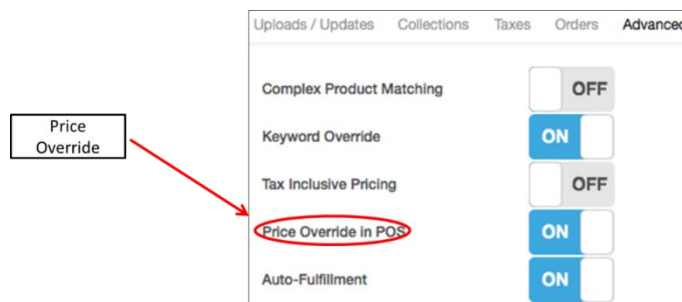 Uploads / Updates Collections Taxes Orders Advanced
Complex Product Matching OFF
Price
Override
Keyword Override ON
Tax Inclusive Pricing OFF
Price Override in POS ON
Auto-Fulfillment ON